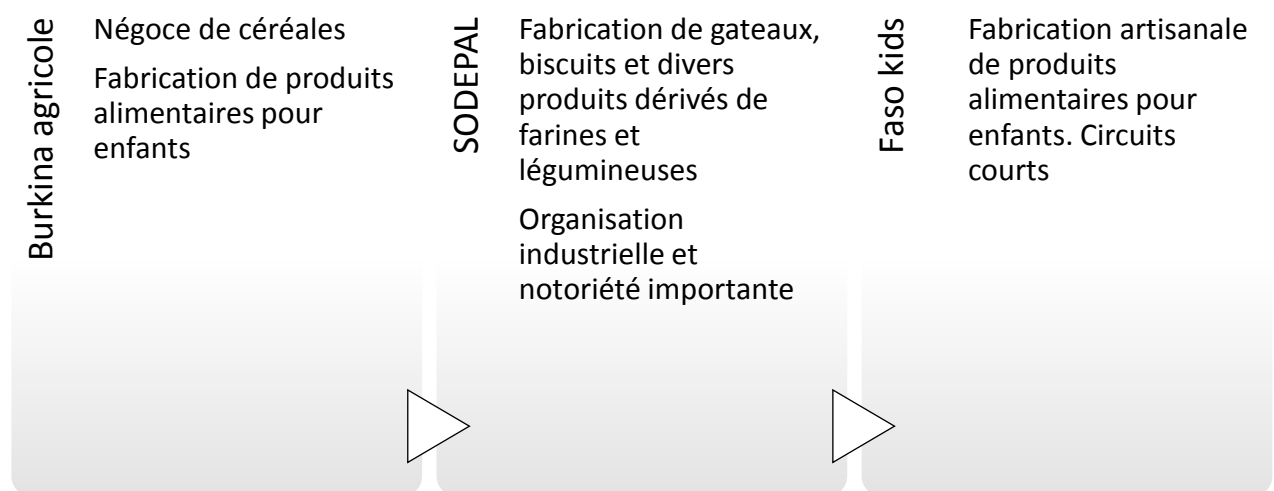 Burkina agricole
Négoce de céréales
Fabrication de produits
alimentaires pour
enfants
SODEPAL
Fabrication de gateaux,
biscuits et divers
produits dérivés de
farines et
légumineuses
Organisation
industrielle et
notoriété importante
Faso kids
Fabrication artisanale
de produits
alimentaires pour
enfants. Circuits
courts